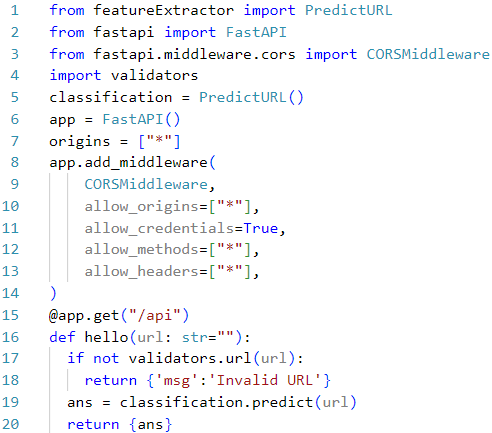 1 from featureExtractor import PredictURL
2 from fastapi import FastAPI
3 from fastapi.middleware.cors import CORSMiddleware
4 import validators
5 classification = PredictURL()
6 app = FastAPI()
7 origins = ["*"]
8 app.add_middleware(
9     CORSMiddleware,
10     allow_origins=["*"],
11     allow_credentials=True,
12     allow_methods=["*"],
13     allow_headers=["*"],
14 )
15 @app.get("/api")
16 def hello(url: str=""):
17   if not validators.url(url):
18     return {'msg':'Invalid URL'}
19   ans = classification.predict(url)
20   return {ans}